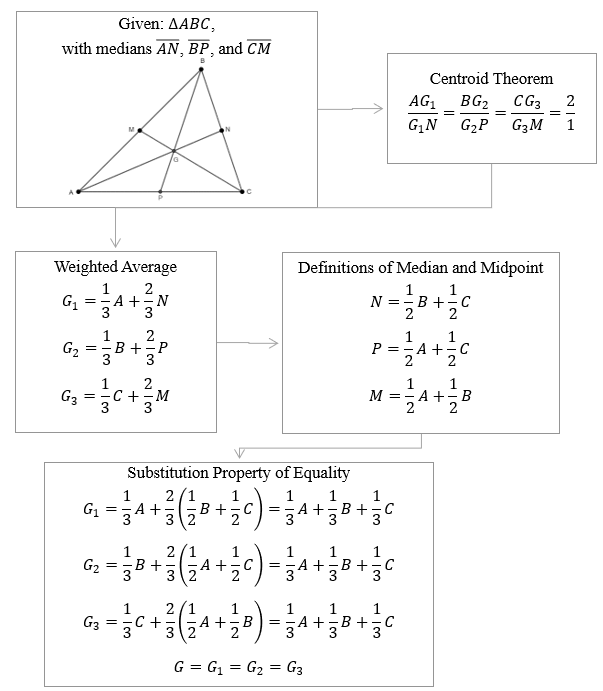 Given: ΔABC,
with medians A̅N̅, B̅P̅, and C̅M̅
B
M
N
G
A
P
C
Centroid Theorem
AG₁/G₁N = BG₂/G₂P = CG₃/G₃M = 2/1
Weighted Average
G₁ = 1/3 A + 2/3 N
G₂ = 1/3 B + 2/3 P
G₃ = 1/3 C + 2/3 M
Definitions of Median and Midpoint
N = 1/2 B + 1/2 C
P = 1/2 A + 1/2 C
M = 1/2 A + 1/2 B
Substitution Property of Equality
G₁ = 1/3 A + 2/3 (1/2 B + 1/2 C) = 1/3 A + 1/3 B + 1/3 C
G₂ = 1/3 B + 2/3 (1/2 A + 1/2 C) = 1/3 A + 1/3 B + 1/3 C
G₃ = 1/3 C + 2/3 (1/2 A + 1/2 B) = 1/3 A + 1/3 B + 1/3 C
G = G₁ = G₂ = G₃